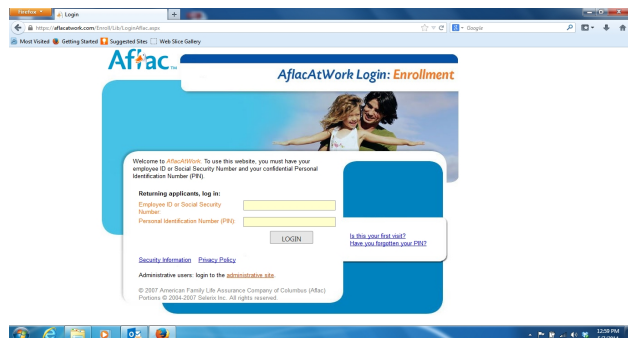 Firefox
Login
https://aflacatwork.com/Enroll/Lib/LoginAflac.aspx
Google
Most Visited Getting Started Suggested Sites Web Slice Gallery
Aflac
AflacAtWork Login: Enrollment
Welcome to AflacAtWork. To use this website, you must have your
employee ID or Social Security Number and your confidential Personal
Identification Number (PIN).
Returning applicants, log in:
Employee ID or Social Security
Number:
Personal Identification Number (PIN):
LOGIN
Is this your first visit?
Have you forgotten your PIN?
Security Information Privacy Policy
Administrative users: login to the administrative site.
© 2007 American Family Life Assurance Company of Columbus (Aflac)
Portions © 2004-2007 Selerix Inc. All rights reserved.
12:59 PM